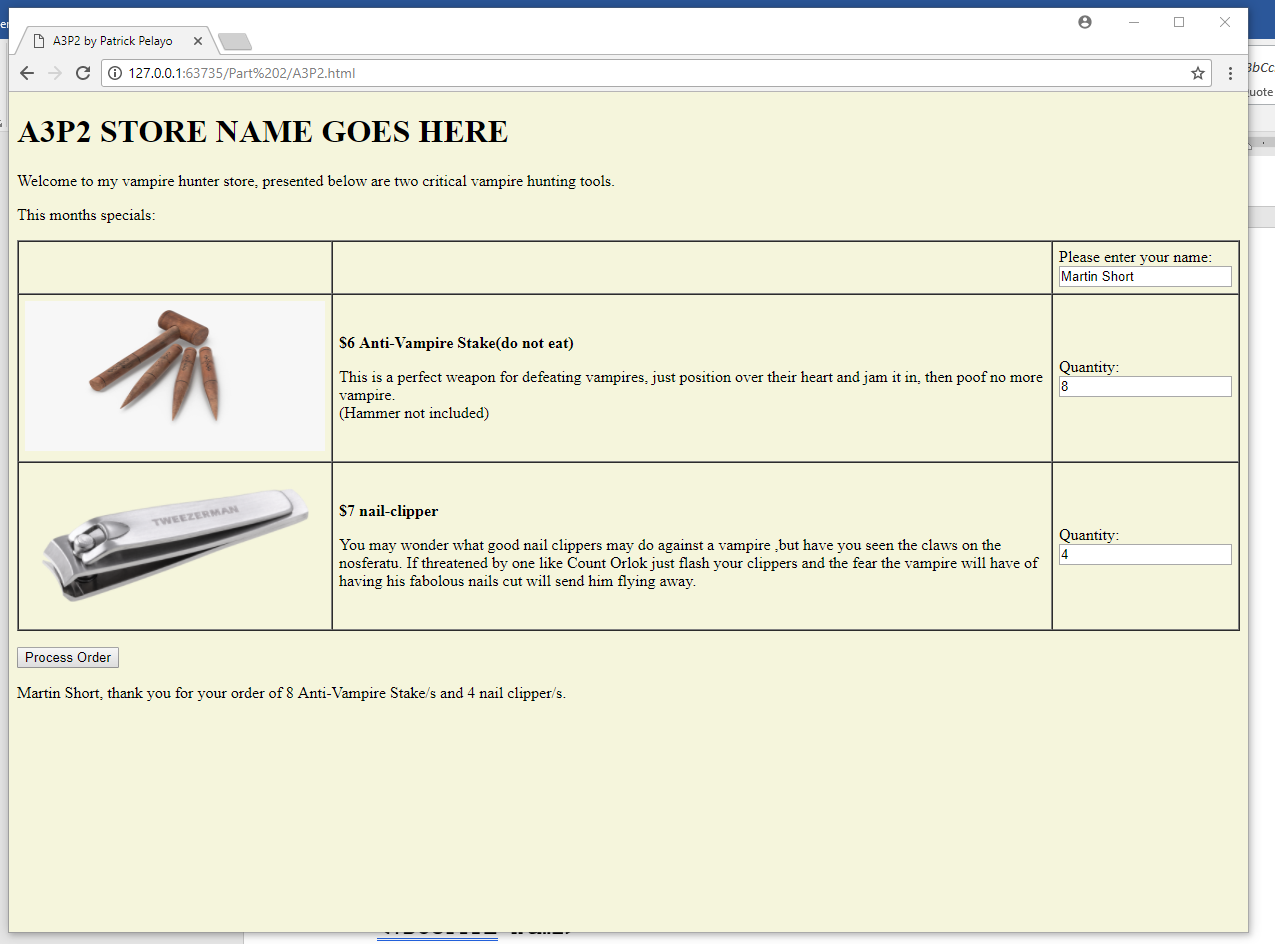 A3P2 by Patrick Pelayo
127.0.0.1:63735/Part%202/A3P2.html
A3P2 STORE NAME GOES HERE
Welcome to my vampire hunter store, presented below are two critical vampire hunting tools.
This months specials:
Please enter your name:
Martin Short
$6 Anti-Vampire Stake(do not eat)
This is a perfect weapon for defeating vampires, just position over their heart and jam it in, then poof no more
vampire.
(Hammer not included)
Quantity:
8
TWEEZERMAN
$7 nail-clipper
You may wonder what good nail clippers may do against a vampire ,but have you seen the claws on the
nosferatu. If threatened by one like Count Orlok just flash your clippers and the fear the vampire will have of
having his fabolous nails cut will send him flying away.
Quantity:
4
Process Order
Martin Short, thank you for your order of 8 Anti-Vampire Stake/s and 4 nail clipper/s.